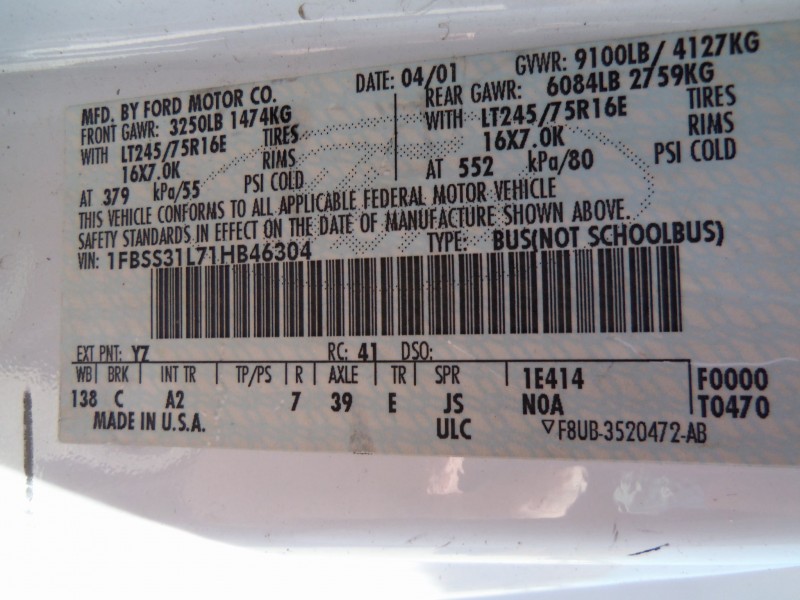 MFD. BY FORD MOTOR CO. DATE: 04/01 GVWR: 9100LB/ 4127KG
FRONT GAWR: 3250LB 1474KG REAR GAWR: 6084LB 2759KG
WITH LT245/75R16E TIRES WITH LT245/75R16E TIRES
16X7.0K RIMS 16X7.0K RIMS
AT 379 kPa/55 PSI COLD AT 552 kPa/80 PSI COLD
THIS VEHICLE CONFORMS TO ALL APPLICABLE FEDERAL MOTOR VEHICLE
SAFETY STANDARDS IN EFFECT ON THE DATE OF MANUFACTURE SHOWN ABOVE.
VIN: 1FBSS31L71HB46304 TYPE: BUS(NOT SCHOOLBUS)
EXT PNT: YZ RC: 41 DSO:
WB BRK INT TR TP/PS R AXLE TR SPR 1E414 F0000
138 C A2 7 39 E JS N0A T0470
MADE IN U.S.A. ULC ▽F8UB-3520472-AB